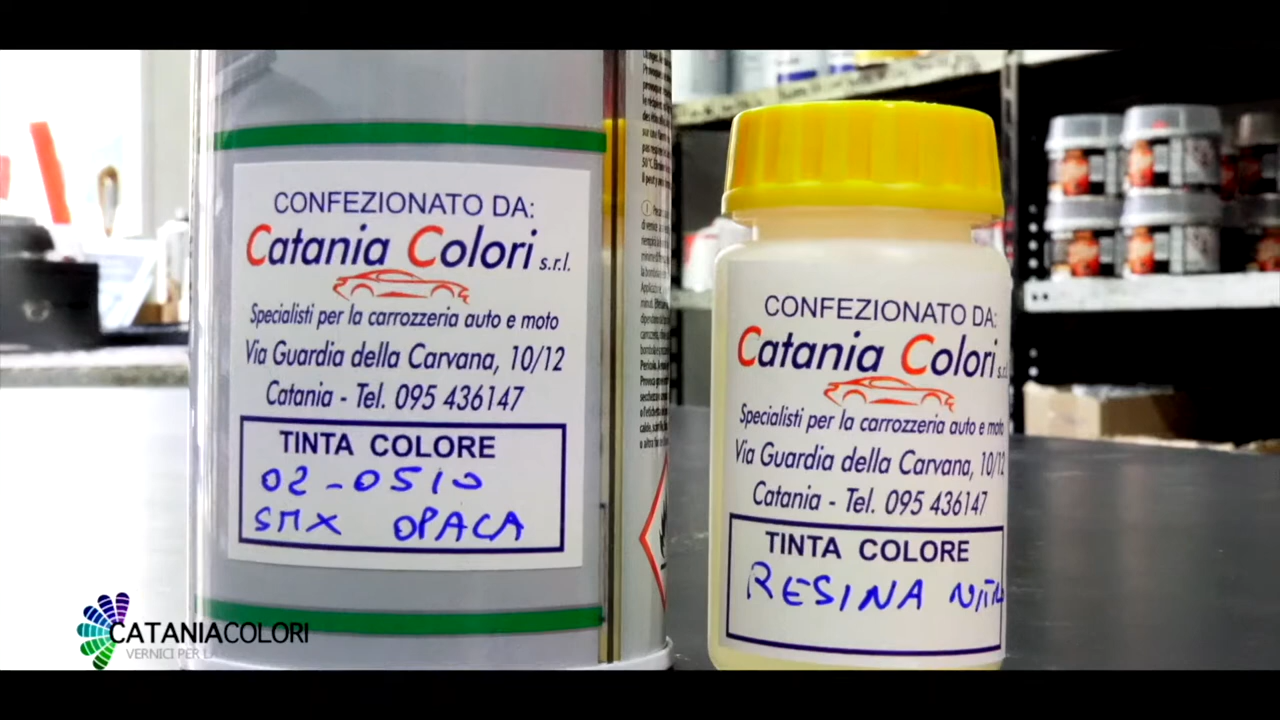 CONFEZIONATO DA:
Catania Colori s.r.l.
Specialisti per la carrozzeria auto e moto
Via Guardia della Carvana, 10/12
Catania - Tel. 095 436147
TINTA COLORE
02-0510
SMX OPACA
CONFEZIONATO DA:
Catania Colori
Specialisti per la carrozzeria auto e moto
Via Guardia della Carvana, 10/12
Catania - Tel. 095 436147
TINTA COLORE
RESINA
CATANIACOLORI
VERNICI PER LA